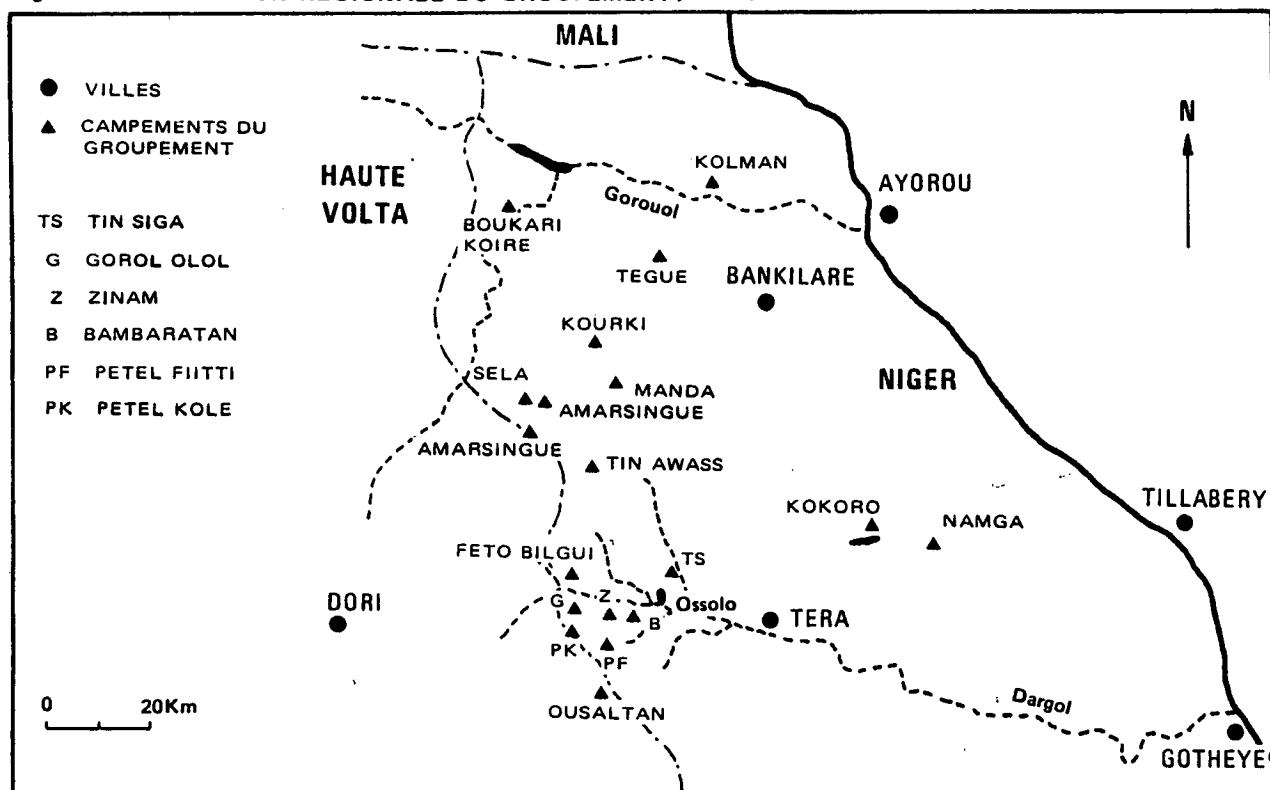 MALI
VILLES
CAMPEMENTS DU
GROUPEMENT
TS TIN SIGA
G GOROL OLOL
Z ZINAM
B BAMBARATAN
PF PETEL FIITTI
PK PETEL KOLE
HAUTE
VOLTA
N
KOLMAN
Gorouol
AYOROU
BOUKARI
KOIRE
TEGUE
BANKILARE
KOURKI
NIGER
SELA
MANDA
AMARSINGUE
AMARSINGUE
TIN AWASS
KOKORO
NAMGA
TILLABERY
FETO BILGUI
TS
DORI
G
Z
Ossolo
B
TERA
PK
PF
0 20Km
OUSALTAN
Dargol
GOTHEYE